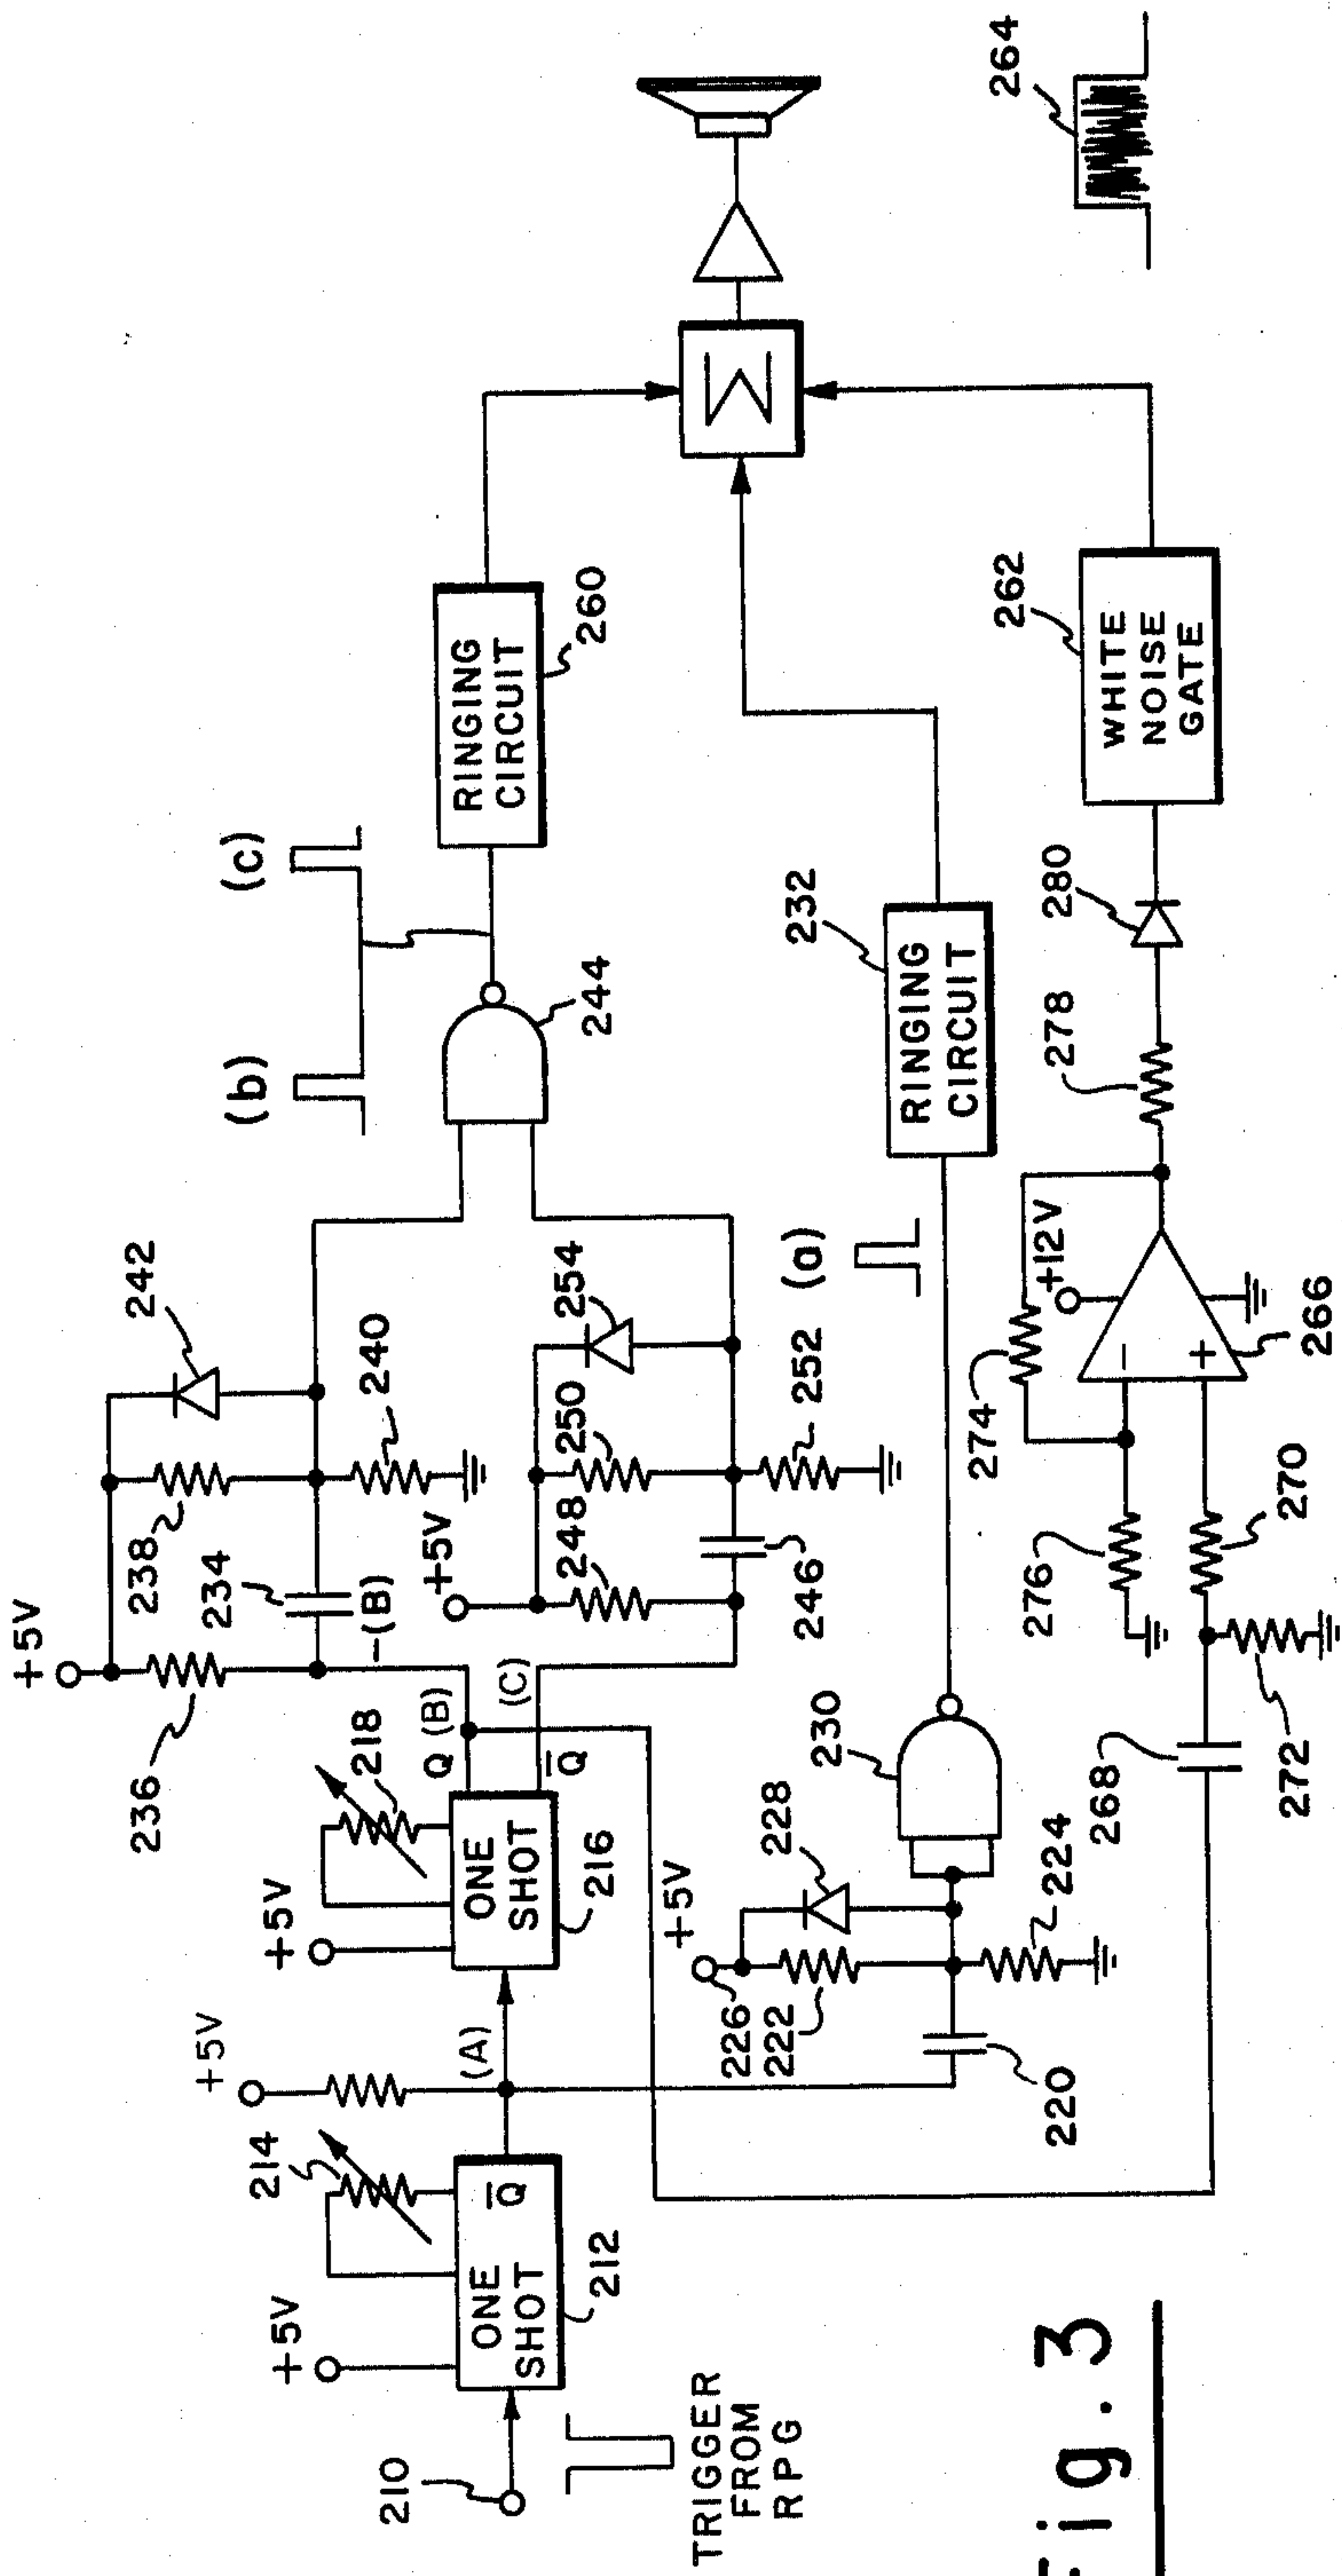 +5V
236
238
234
242
240
(B)
(b)
(c)
244
RINGING
CIRCUIT
260
210
TRIGGER
FROM
RPG
+5V
ONE
SHOT
212
Q
214
+5V
(A)
+5V
ONE
SHOT
216
218
Q
(B)
Q
(C)
+5V
248
250
254
246
252
Σ
+5V
226
222
228
220
224
230
(a)
232
RINGING
CIRCUIT
268
272
270
276
274
+12V
-
+
266
278
280
262
WHITE
NOISE
GATE
264
Fig. 3